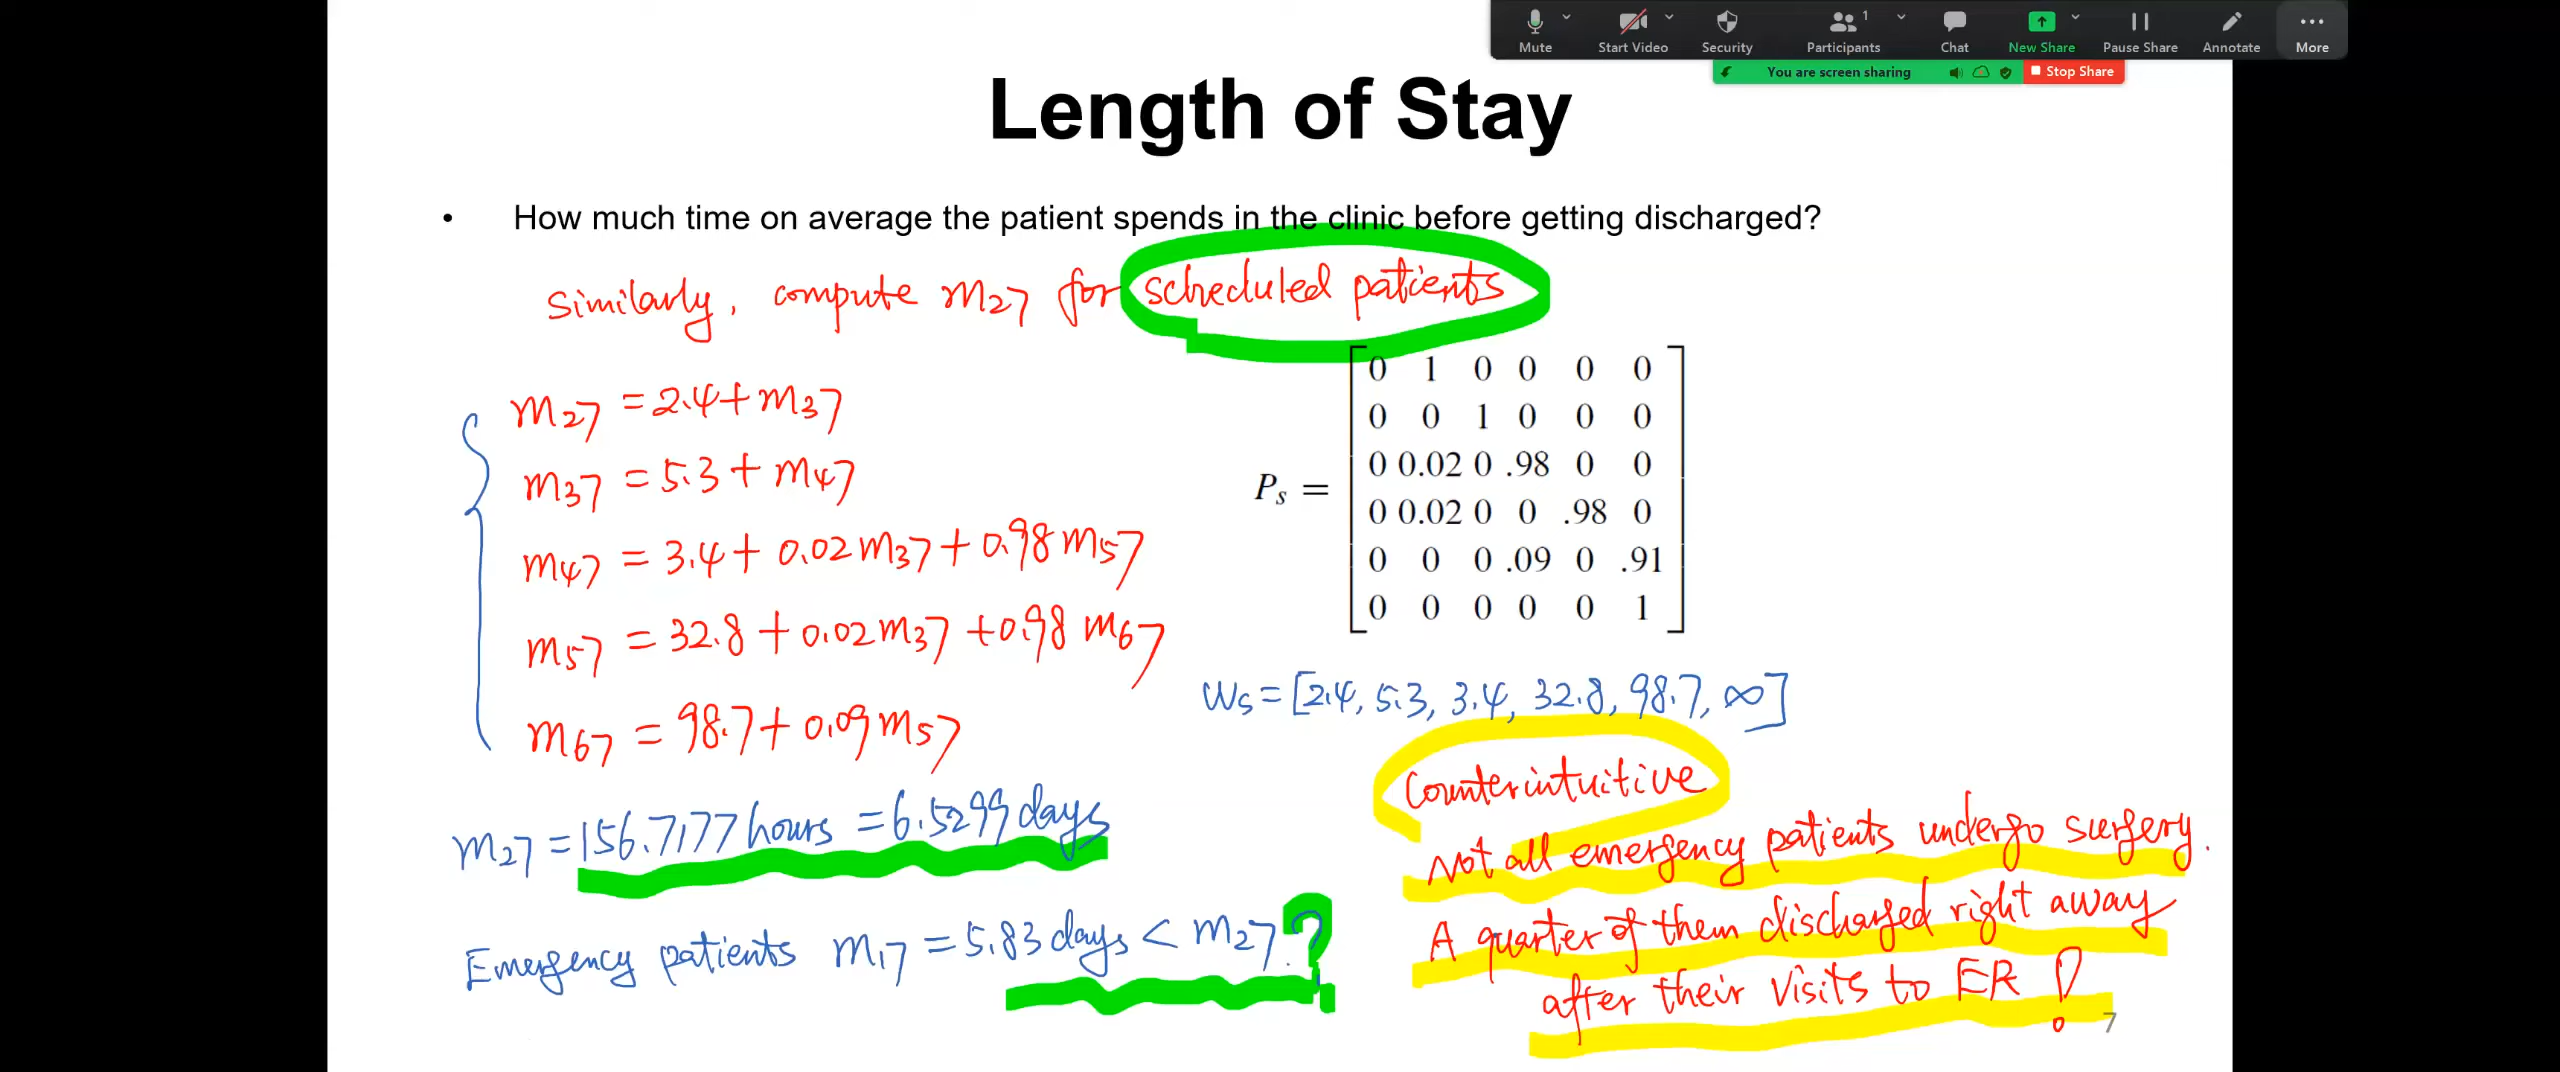 Mute
Start Video
Security
Participants
1
Chat
New Share
Pause Share
Annotate
More
You are screen sharing
Stop Share
Length of Stay
• How much time on average the patient spends in the clinic before getting discharged?
Similarly, compute m27 for scheduled patients
m27 = 2.4 + m37
m37 = 5.3 + m47
m47 = 3.4 + 0.02 m37 + 0.98 m57
m57 = 32.8 + 0.02 m37 + 0.98 m67
m67 = 98.7 + 0.09 m57
Ps =
0 1 0 0 0 0
0 0 1 0 0 0
0 0.02 0 .98 0 0
0 0.02 0 0 .98 0
0 0 0 .09 0 .91
0 0 0 0 0 1
ws = [2.4, 5.3, 3.4, 32.8, 98.7, ∞]
m27 = 156.7177 hours = 6.5299 days
Emergency patients m17 = 5.83 days < m27 ?
Counterintuitive
Not all emergency patients undergo surgery.
A quarter of them discharged right away
after their visits to ER !
7